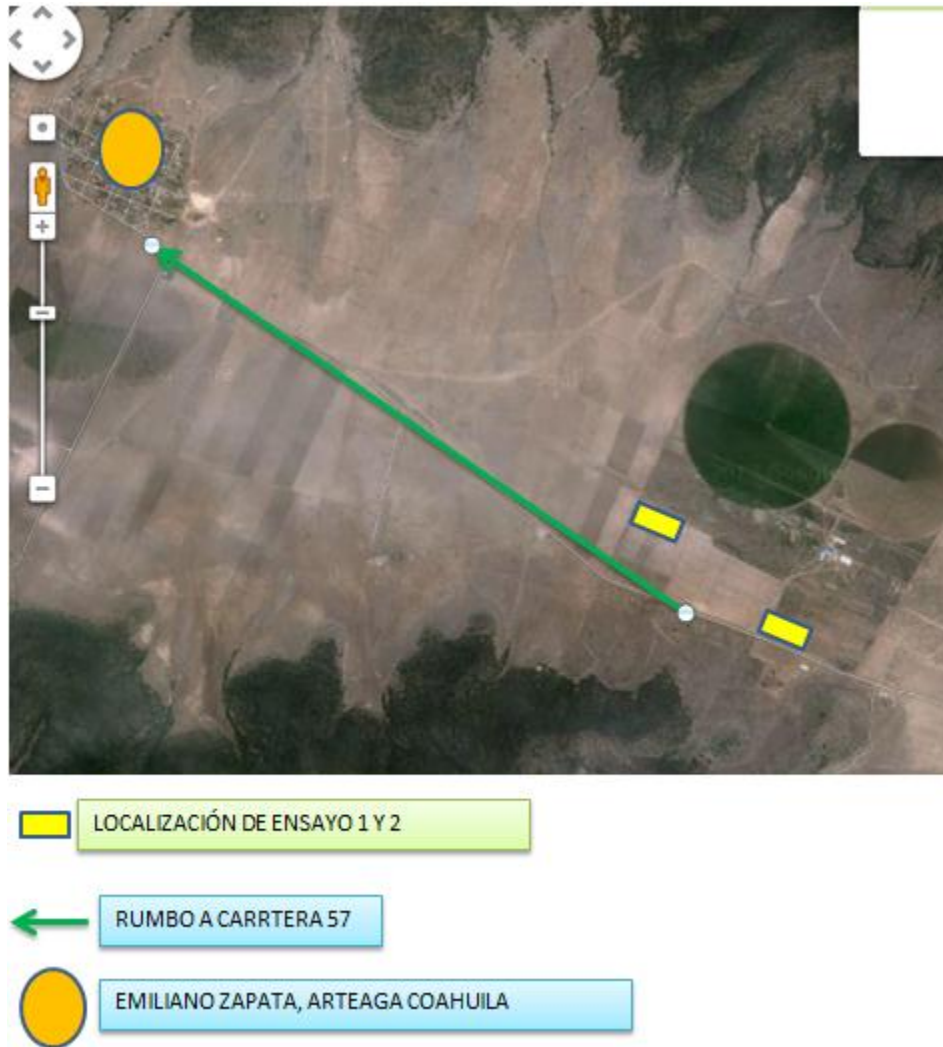 LOCALIZACIÓN DE ENSAYO 1 Y 2
RUMBO A CARRTERA 57
EMILIANO ZAPATA, ARTEAGA COAHUILA